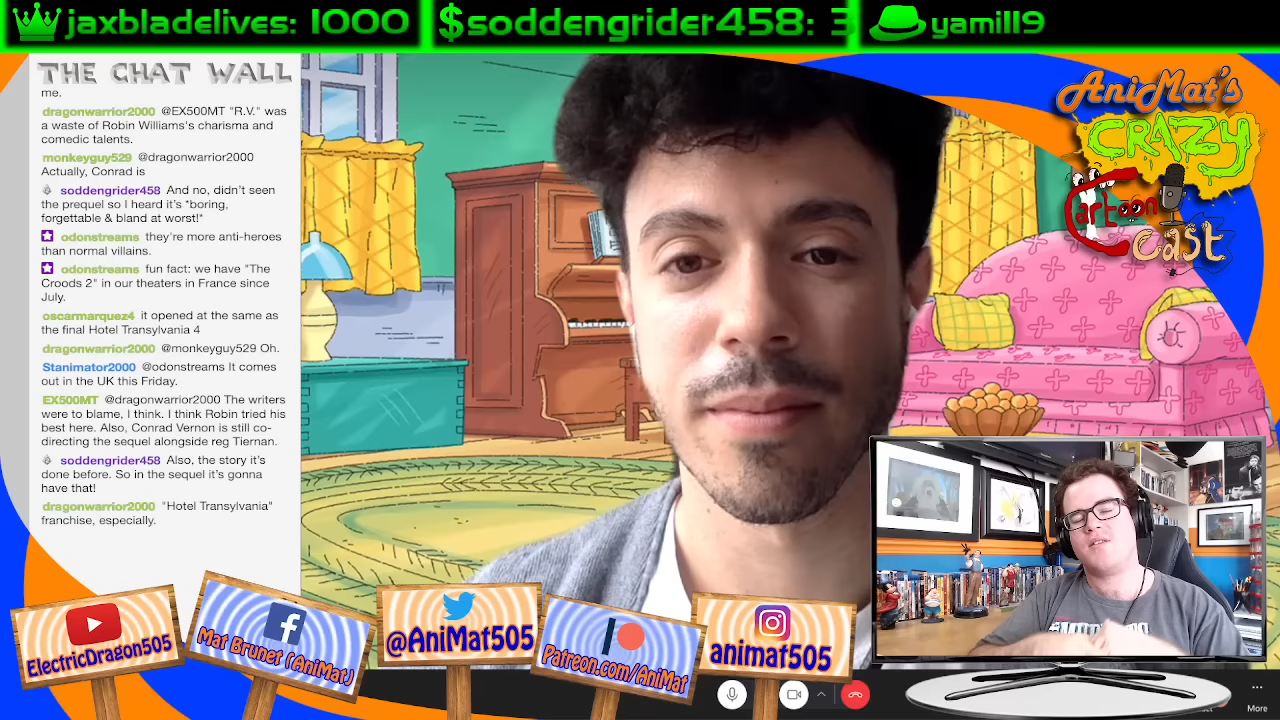 jaxbladelives: 1000
$soddengrider458: 3
yamill9
THE CHAT WALL
me.
dragonwarrior2000 @EX500MT "R.V." was
a waste of Robin Williams's charisma and
comedic talents.
monkeyguy529 @dragonwarrior2000
Actually, Conrad is
soddengrider458 And no, didn't seen
the prequel so I heard it's *boring,
forgettable & bland at worst!*
odonstreams they're more anti-heroes
than normal villains.
odonstreams fun fact: we have "The
Croods 2" in our theaters in France since
July.
oscarmarquez4 it opened at the same as
the final Hotel Transylvania 4
dragonwarrior2000 @monkeyguy529 Oh.
Stanimator2000 @odonstreams It comes
out in the UK this Friday.
EX500MT @dragonwarrior2000 The writers
were to blame, I think. I think Robin tried his
best here. Also, Conrad Vernon is still co-
directing the sequel alongside reg Tiernan.
soddengrider458 Also, the story it's
done before. So in the sequel it's gonna
have that!
dragonwarrior2000 "Hotel Transylvania"
franchise, especially.
AniMat's
CRAZY
Cartoon
Cast
ElectricDragon505
Mat Brunet (AniMat)
@AniMat505
Patreon.com/AniMat
animat505
More